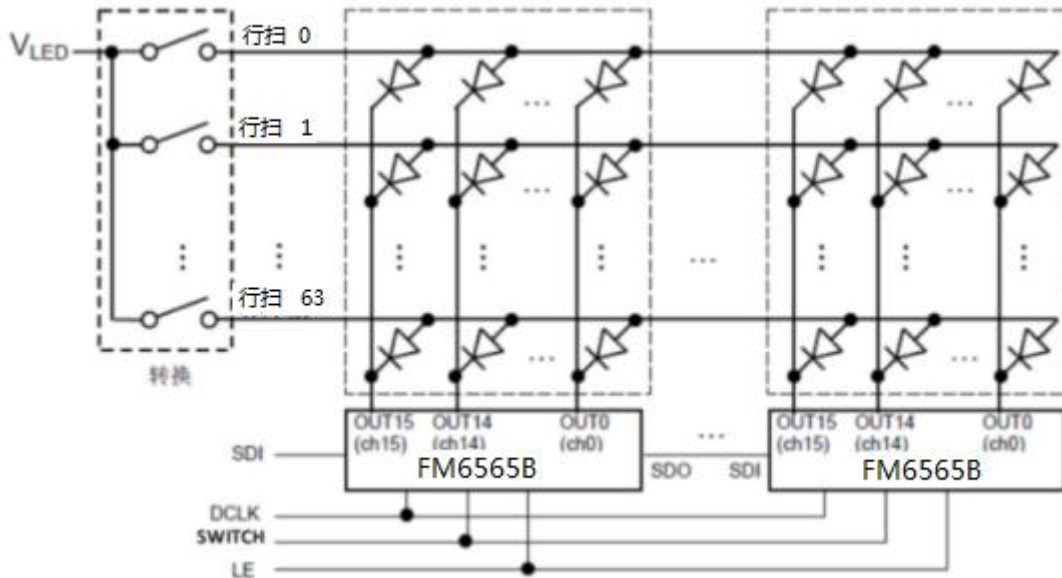 VLED
行扫 0
行扫 1
行扫 63
转换
OUT15 OUT14 OUT0
(ch15) (ch14) (ch0)
FM6565B
OUT15 OUT14 OUT0
(ch15) (ch14) (ch0)
FM6565B
SDI
SDO SDI
DCLK
SWITCH
LE